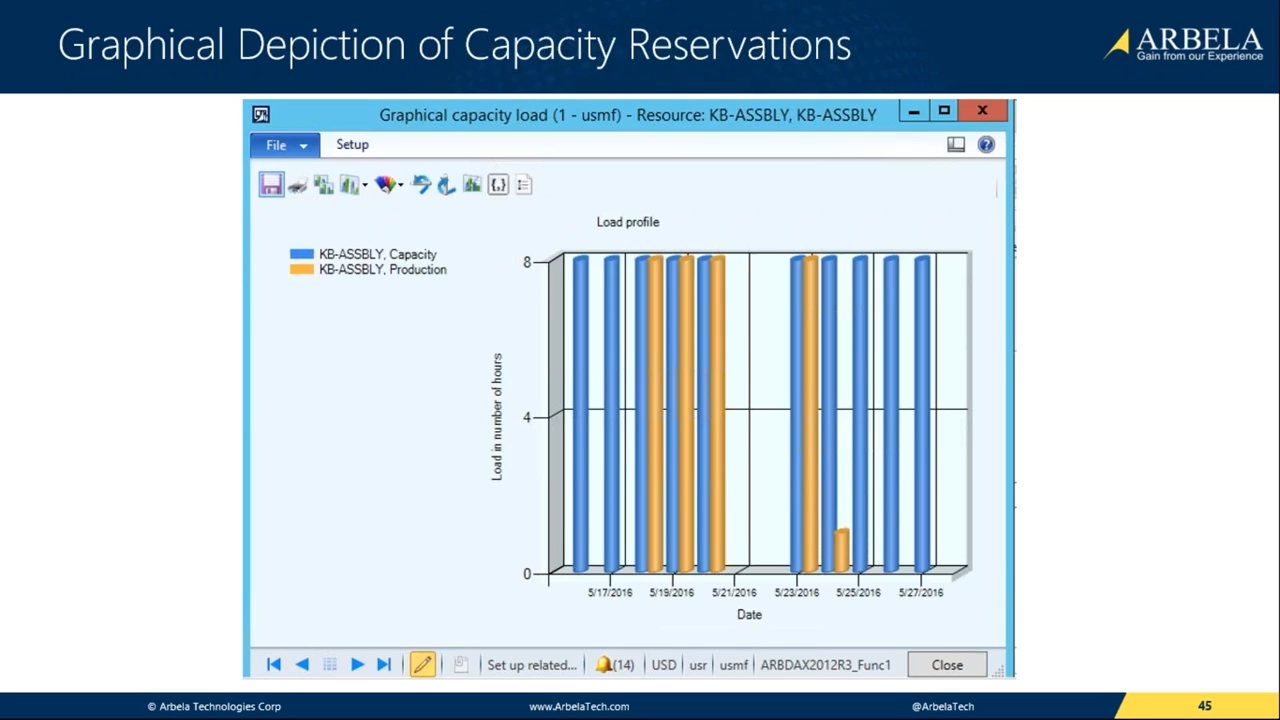 Graphical Depiction of Capacity Reservations
ARBELA
Gain from our Experience
Graphical capacity load (1 - usmf) - Resource: KB-ASSBLY, KB-ASSBLY
File
Setup
Load profile
KB-ASSBLY, Capacity
KB-ASSBLY, Production
8
4
0
Load in number of hours
5/17/2016
5/19/2016
5/21/2016
5/23/2016
5/25/2016
5/27/2016
Date
Set up related...
(14)
USD
usr
usmf
ARBDAX2012R3_Func1
Close
© Arbela Technologies Corp
www.ArbelaTech.com
@ArbelaTech
45